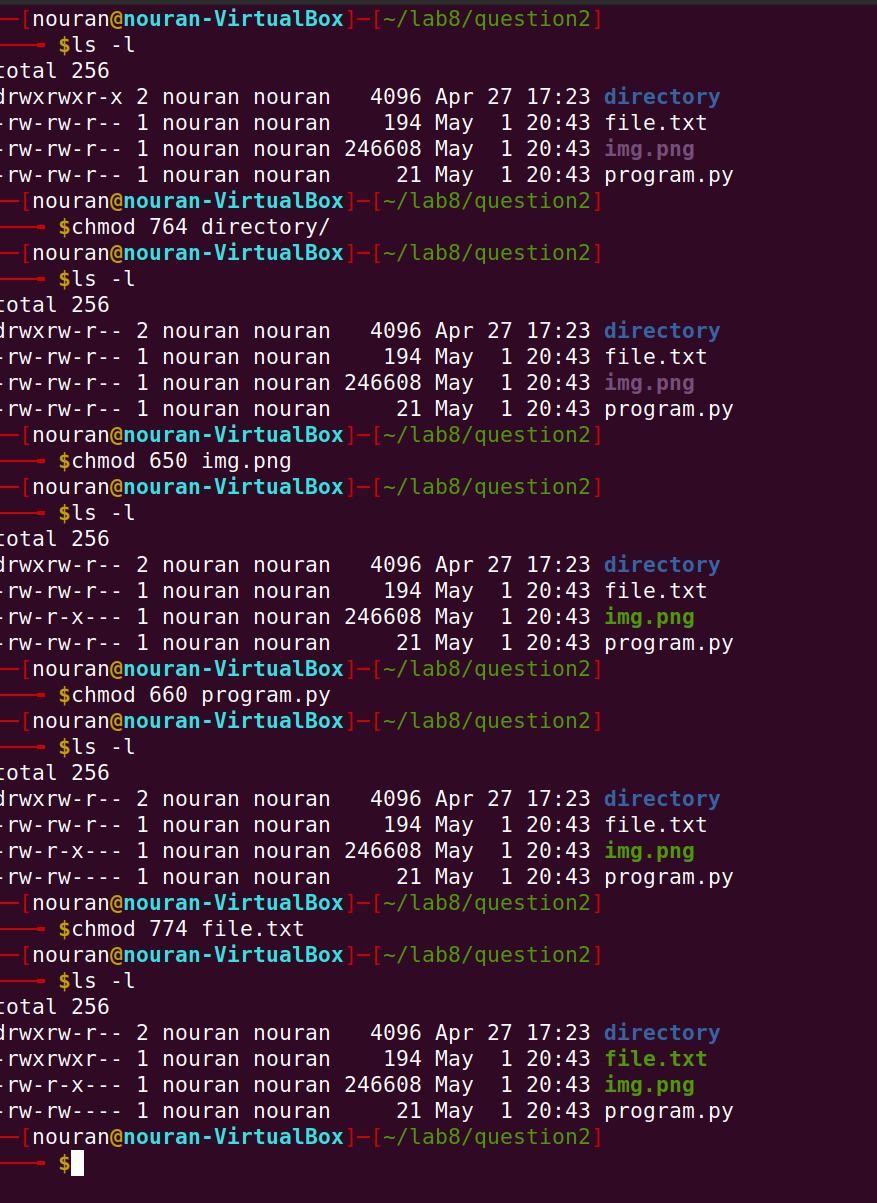 ─[nouran@nouran-VirtualBox]─[~/lab8/question2]
──╼ $ls -l
total 256
drwxrwxr-x 2 nouran nouran   4096 Apr 27 17:23 directory
-rw-rw-r-- 1 nouran nouran    194 May  1 20:43 file.txt
-rw-rw-r-- 1 nouran nouran 246608 May  1 20:43 img.png
-rw-rw-r-- 1 nouran nouran     21 May  1 20:43 program.py
─[nouran@nouran-VirtualBox]─[~/lab8/question2]
──╼ $chmod 764 directory/
─[nouran@nouran-VirtualBox]─[~/lab8/question2]
──╼ $ls -l
total 256
drwxrw-r-- 2 nouran nouran   4096 Apr 27 17:23 directory
-rw-rw-r-- 1 nouran nouran    194 May  1 20:43 file.txt
-rw-rw-r-- 1 nouran nouran 246608 May  1 20:43 img.png
-rw-rw-r-- 1 nouran nouran     21 May  1 20:43 program.py
─[nouran@nouran-VirtualBox]─[~/lab8/question2]
──╼ $chmod 650 img.png
─[nouran@nouran-VirtualBox]─[~/lab8/question2]
──╼ $ls -l
total 256
drwxrw-r-- 2 nouran nouran   4096 Apr 27 17:23 directory
-rw-rw-r-- 1 nouran nouran    194 May  1 20:43 file.txt
-rw-r-x--- 1 nouran nouran 246608 May  1 20:43 img.png
-rw-rw-r-- 1 nouran nouran     21 May  1 20:43 program.py
─[nouran@nouran-VirtualBox]─[~/lab8/question2]
──╼ $chmod 660 program.py
─[nouran@nouran-VirtualBox]─[~/lab8/question2]
──╼ $ls -l
total 256
drwxrw-r-- 2 nouran nouran   4096 Apr 27 17:23 directory
-rw-rw-r-- 1 nouran nouran    194 May  1 20:43 file.txt
-rw-r-x--- 1 nouran nouran 246608 May  1 20:43 img.png
-rw-rw---- 1 nouran nouran     21 May  1 20:43 program.py
─[nouran@nouran-VirtualBox]─[~/lab8/question2]
──╼ $chmod 774 file.txt
─[nouran@nouran-VirtualBox]─[~/lab8/question2]
──╼ $ls -l
total 256
drwxrw-r-- 2 nouran nouran   4096 Apr 27 17:23 directory
-rwxrwxr-- 1 nouran nouran    194 May  1 20:43 file.txt
-rw-r-x--- 1 nouran nouran 246608 May  1 20:43 img.png
-rw-rw---- 1 nouran nouran     21 May  1 20:43 program.py
─[nouran@nouran-VirtualBox]─[~/lab8/question2]
──╼ $